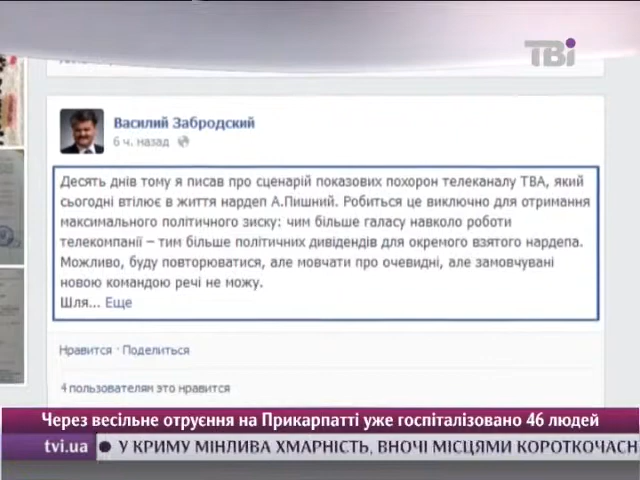 ТВі
Василий Забродский
6 ч. назад
Десять днів тому я писав про сценарій показових похорон телеканалу ТВА, який
сьогодні втілює в життя нардеп А.Пишний. Робиться це виключно для отримання
максимального політичного зиску: чим більше галасу навколо роботи
телекомпанії – тим більше політичних дивідендів для окремого взятого нардепа.
Можливо, буду повторюватися, але мовчати про очевидні, але замовчувані
новою командою речі не можу.
Шля... Еще
Нравится · Поделиться
4 пользователям это нравится
Через весільне отруєння на Прикарпатті уже госпіталізовано 46 людей
tvi.ua ● У КРИМУ МІНЛИВА ХМАРНІСТЬ, ВНОЧІ МІСЦЯМИ КОРОТКОЧАСН